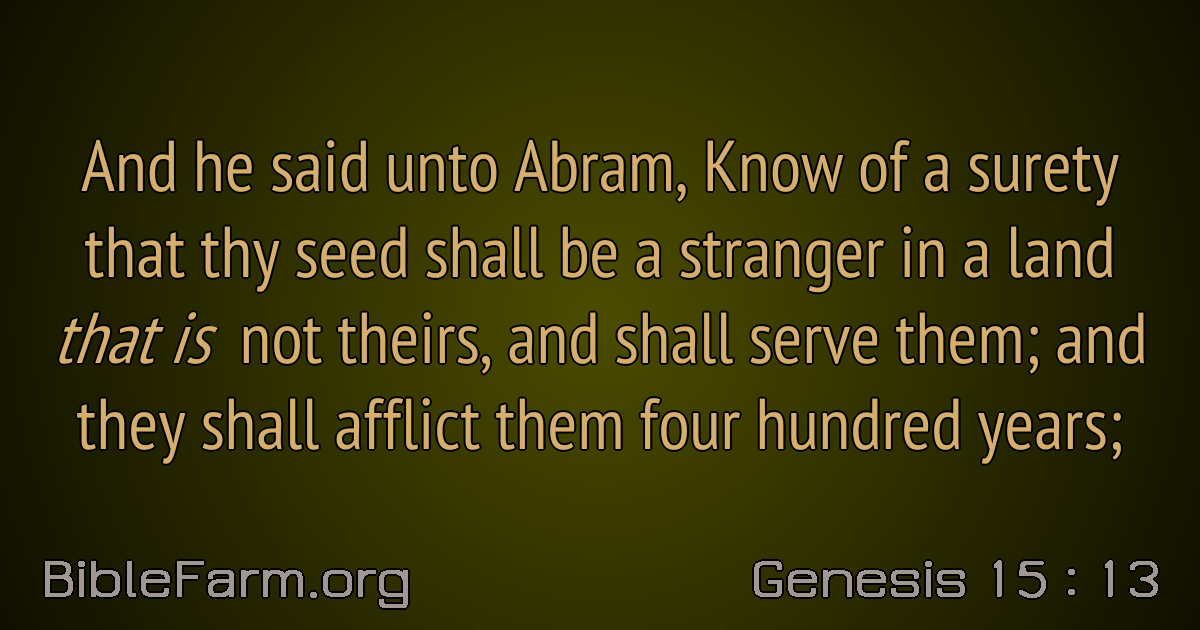 And he said unto Abram, Know of a surety
that thy seed shall be a stranger in a land
that is not theirs, and shall serve them; and
they shall afflict them four hundred years;
BibleFarm.org
Genesis 15 : 13